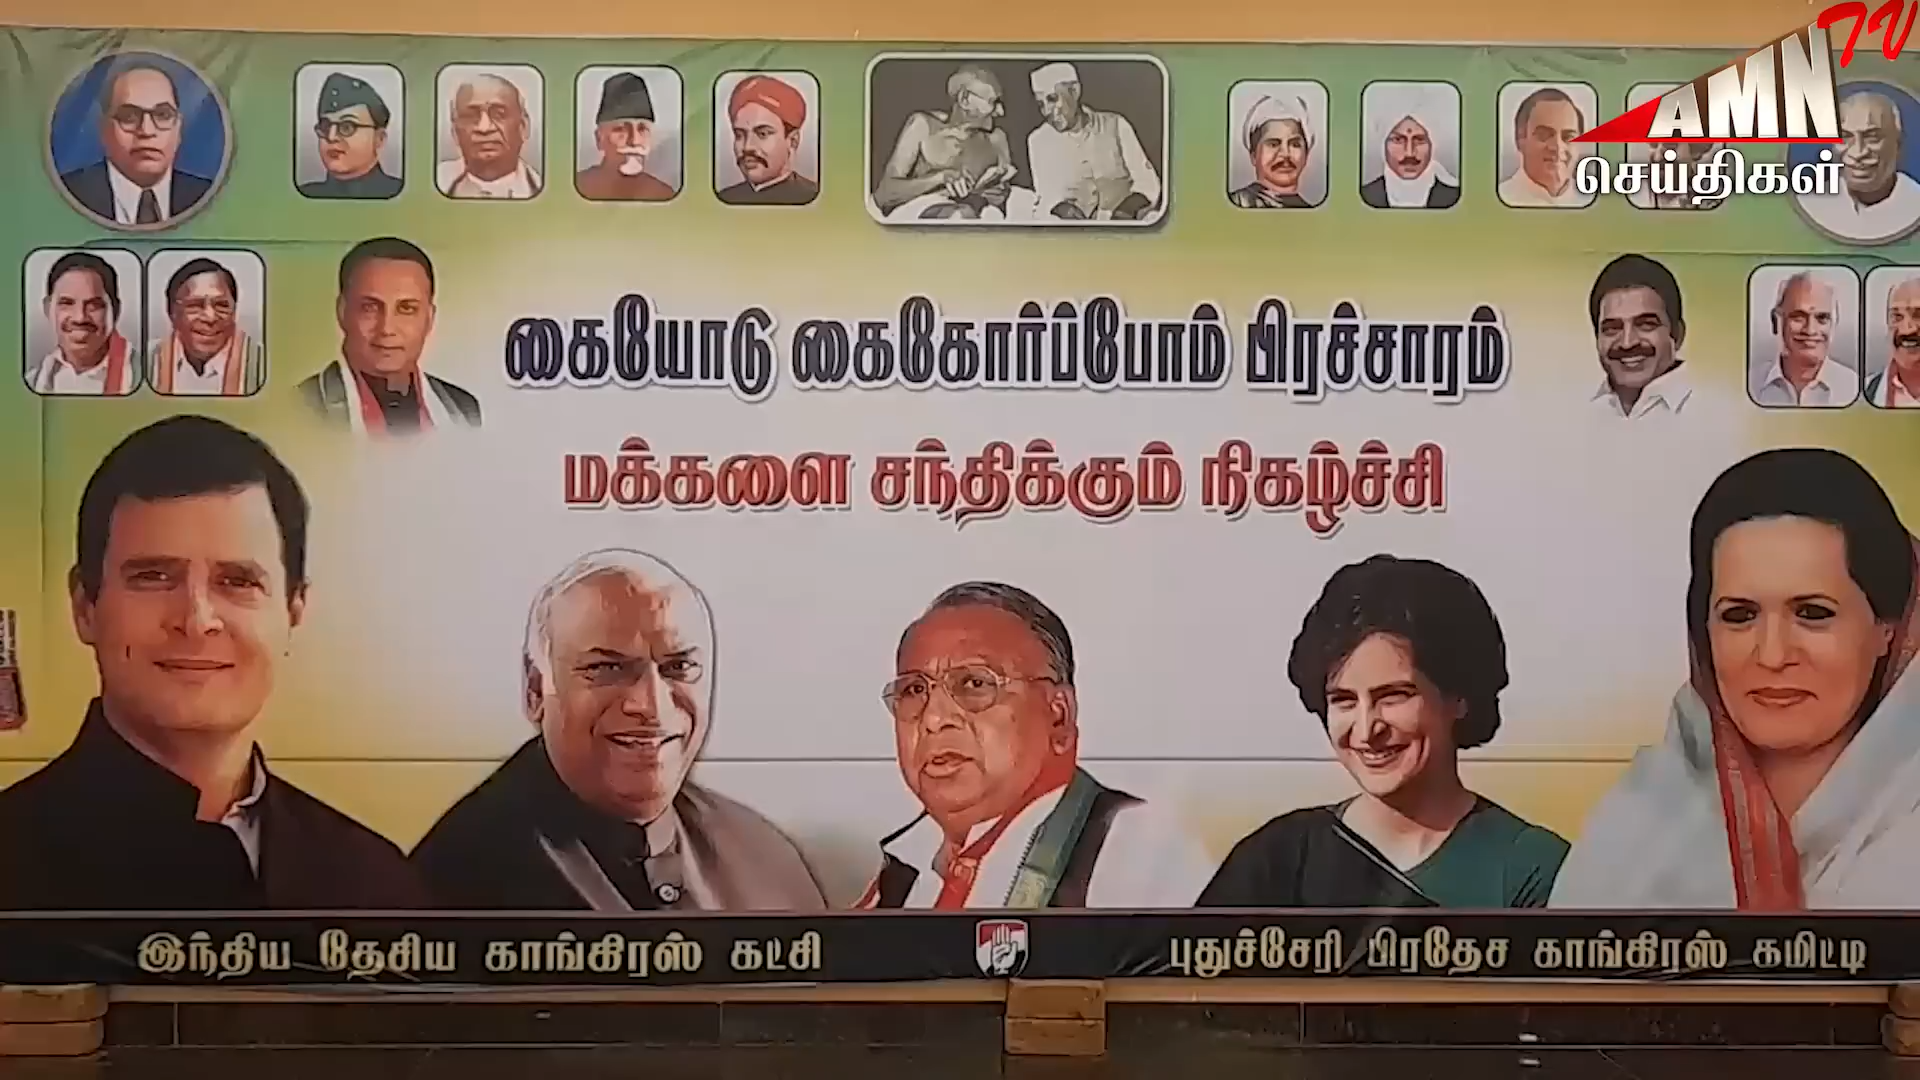 AMN TV
செய்திகள்
கையோடு கைகோர்ப்போம் பிரச்சாரம்
மக்களை சந்திக்கும் நிகழ்ச்சி
இந்திய தேசிய காங்கிரஸ் கட்சி
புதுச்சேரி பிரதேச காங்கிரஸ் கமிட்டி